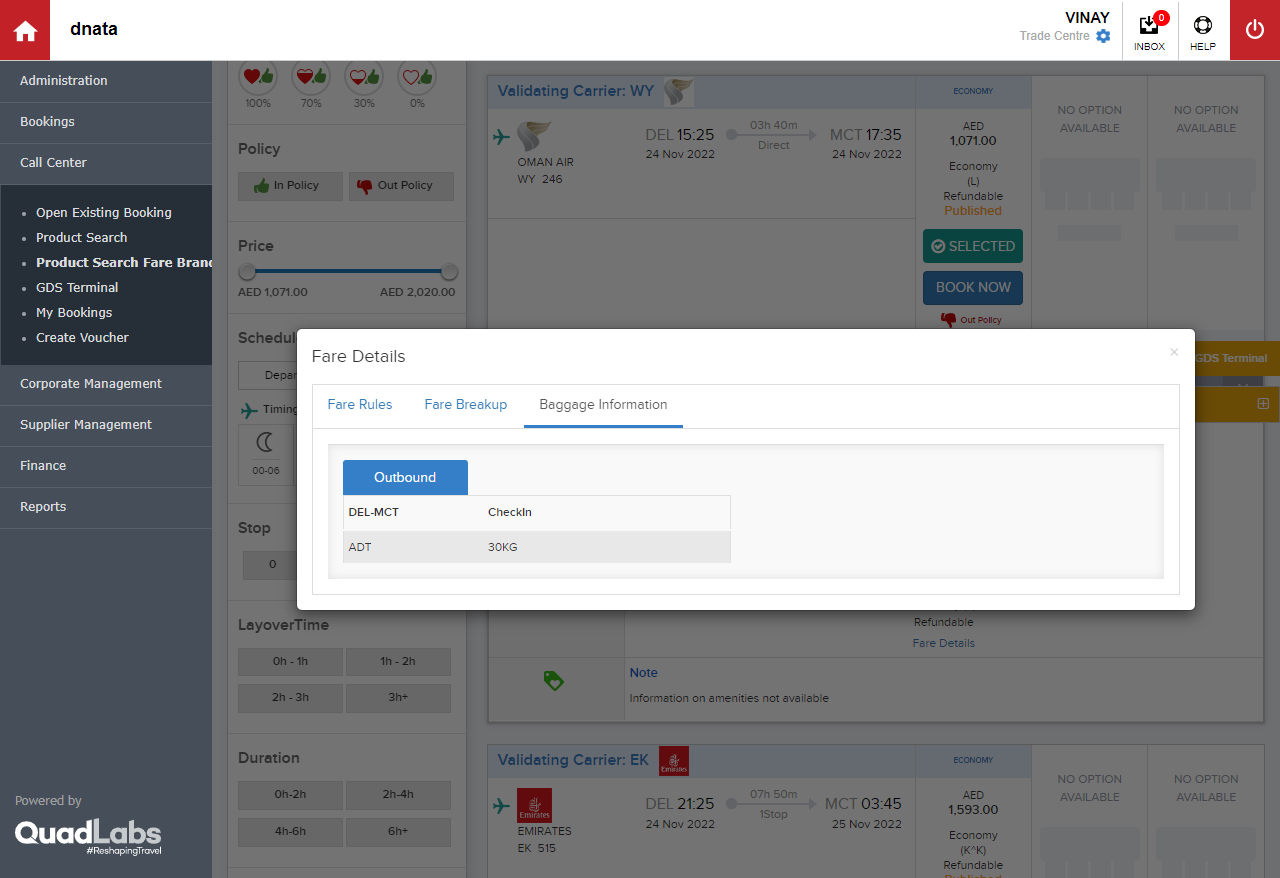 dnata
VINAY
Trade Centre
0
INBOX
HELP
Administration
Bookings
Call Center
Open Existing Booking
Product Search
Product Search Fare Brand
GDS Terminal
My Bookings
Create Voucher
Corporate Management
Supplier Management
Finance
Reports
Powered by
QuadLabs
#ReshapingTravel
100% 70% 30% 0%
Policy
In Policy Out Policy
Price
AED 1,071.00 AED 2,020.00
Schedul
Depar
Timing
00-06
Stop
0
LayoverTime
0h - 1h 1h - 2h
2h - 3h 3h+
Duration
0h-2h 2h-4h
4h-6h 6h+
Validating Carrier: WY
ECONOMY
OMAN AIR
WY 246
DEL 15:25
24 Nov 2022
03h 40m
Direct
MCT 17:35
24 Nov 2022
AED
1,071.00
Economy
(L)
Refundable
Published
SELECTED
BOOK NOW
Out Policy
NO OPTION
AVAILABLE
NO OPTION
AVAILABLE
GDS Terminal
Fare Details
×
Fare Rules Fare Breakup Baggage Information
Outbound
DEL-MCT CheckIn
ADT 30KG
Refundable
Fare Details
Note
Information on amenities not available
Validating Carrier: EK
Emirates
ECONOMY
Emirates
EMIRATES
EK 515
DEL 21:25
24 Nov 2022
07h 50m
1Stop
MCT 03:45
25 Nov 2022
AED
1,593.00
Economy
(K^K)
Refundable
Published
NO OPTION
AVAILABLE
NO OPTION
AVAILABLE